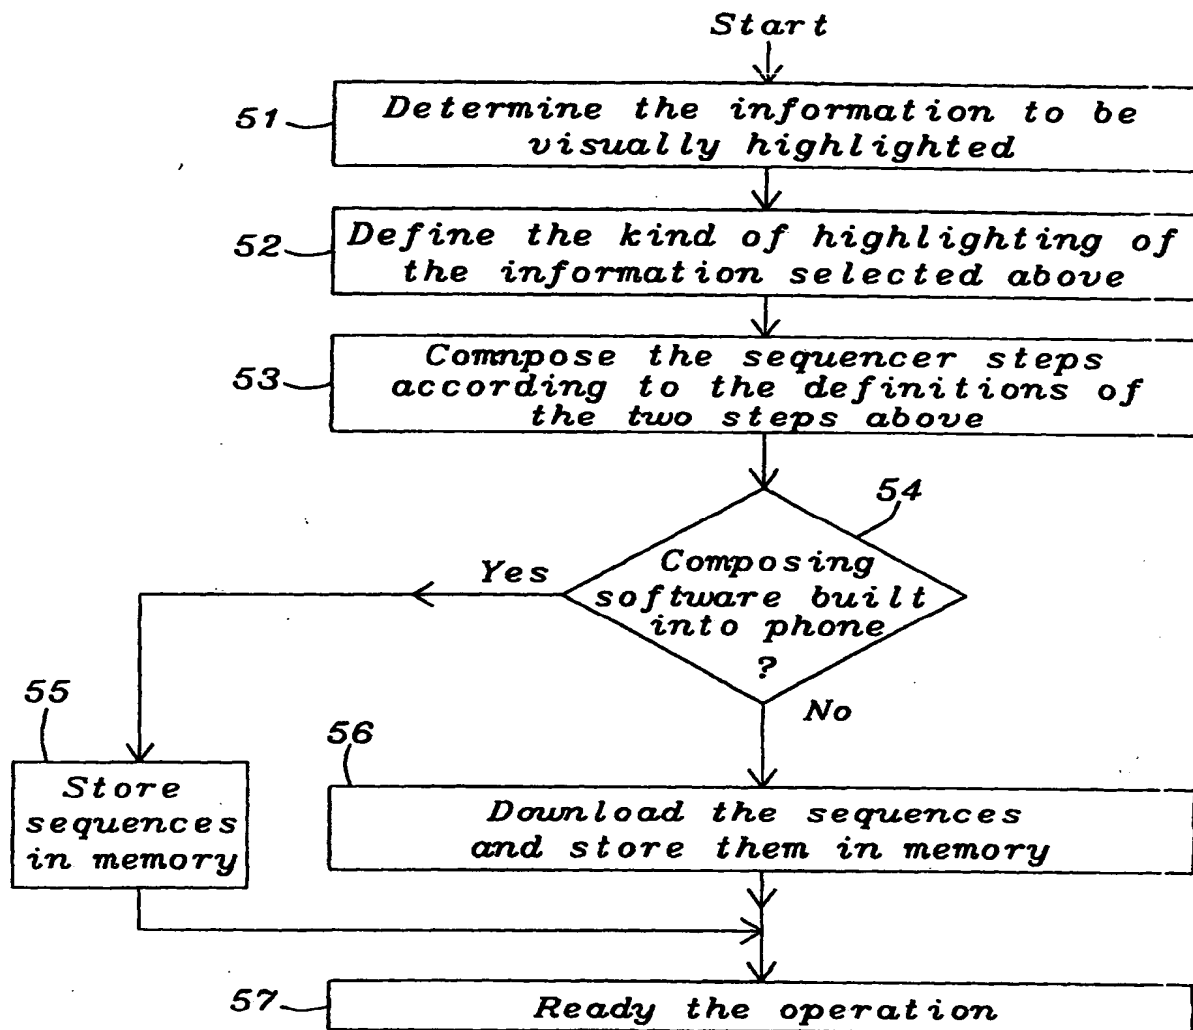 Start
51
Determine the information to be
visually highlighted
52
Define the kind of highlighting of
the information selected above
53
Comnpose the sequencer steps
according to the definitions of
the two steps above
54
Composing
software built
into phone
?
Yes
No
55
Store
sequences
in memory
56
Download the sequences
and store them in memory
57
Ready the operation